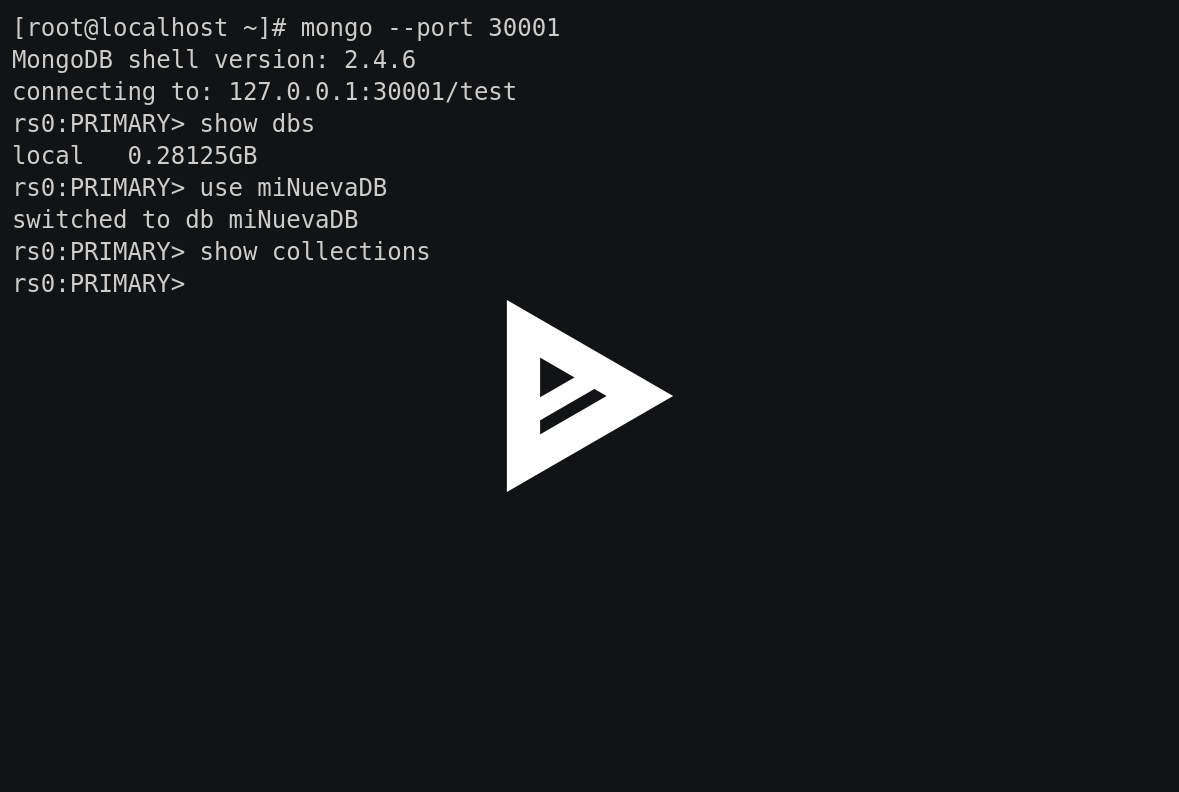 [root@localhost ~]# mongo --port 30001
MongoDB shell version: 2.4.6
connecting to: 127.0.0.1:30001/test
rs0:PRIMARY> show dbs
local   0.28125GB
rs0:PRIMARY> use miNuevaDB
switched to db miNuevaDB
rs0:PRIMARY> show collections
rs0:PRIMARY>